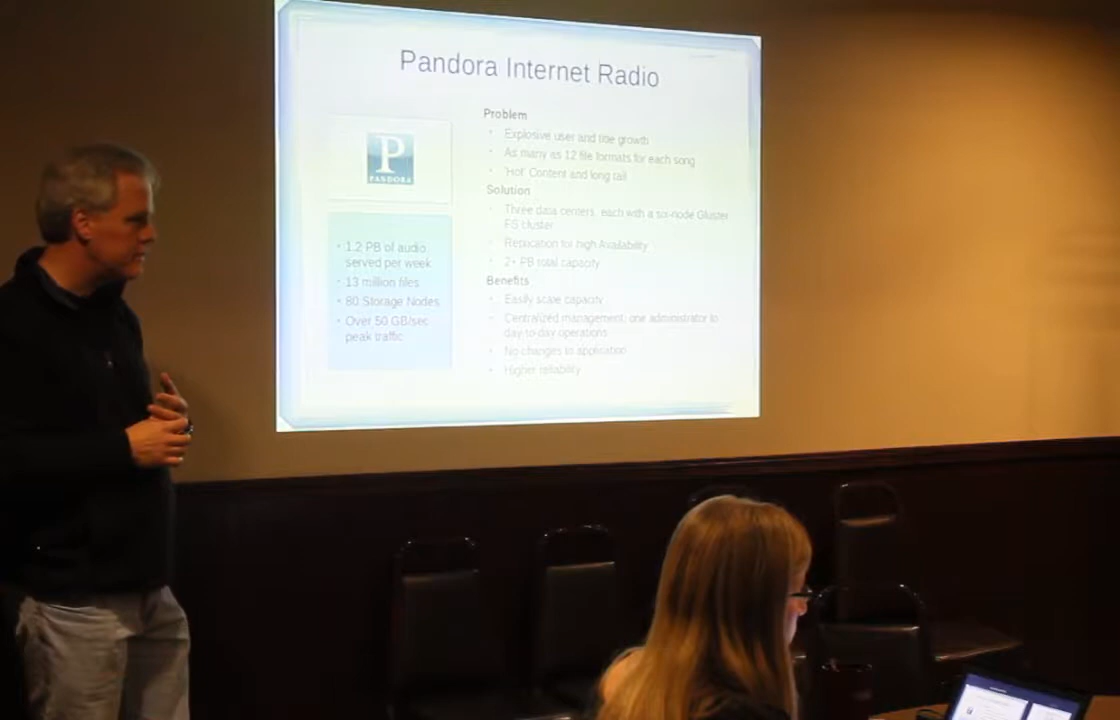 Pandora Internet Radio
P
PANDORA
• 1.2 PB of audio
served per week
• 13 million files
• 80 Storage Nodes
• Over 50 GB/sec
peak traffic
Problem
• Explosive user and title growth
• As many as 12 file formats for each song
• 'Hot' Content and long tail
Solution
• Three data centers, each with a six-node Gluster
FS cluster
• Replication for high Availability
• 2+ PB total capacity
Benefits
• Easily scale capacity
• Centralized management; one administrator to
day-to-day operations
• No changes to application
• Higher reliability